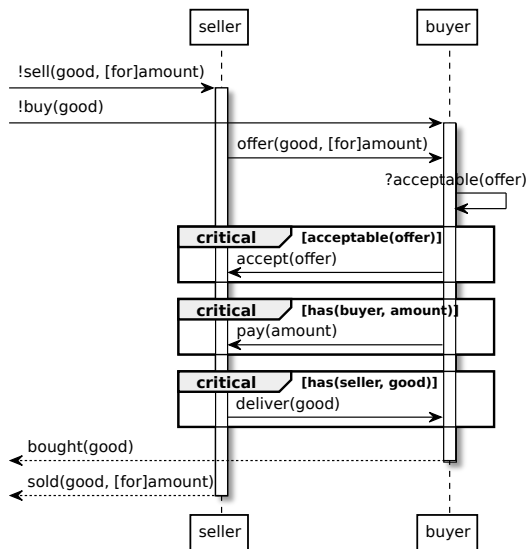 seller
buyer
!sell(good, [for]amount)
!buy(good)
offer(good, [for]amount)
?acceptable(offer)
critical [acceptable(offer)]
accept(offer)
critical [has(buyer, amount)]
pay(amount)
critical [has(seller, good)]
deliver(good)
bought(good)
sold(good, [for]amount)
seller
buyer